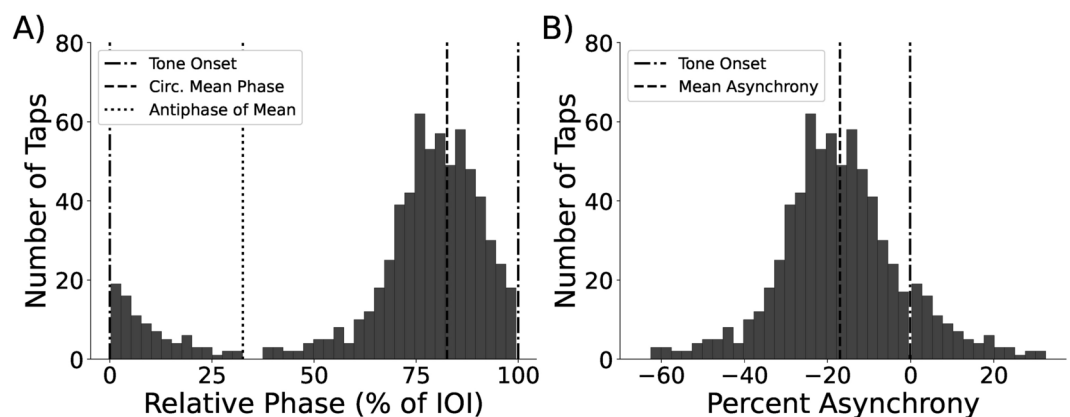 A)
80
60
40
20
0
Number of Taps
Tone Onset
Circ. Mean Phase
Antiphase of Mean
0 25 50 75 100
Relative Phase (% of IOI)
B)
80
60
40
20
0
Number of Taps
Tone Onset
Mean Asynchrony
−60 −40 −20 0 20
Percent Asynchrony